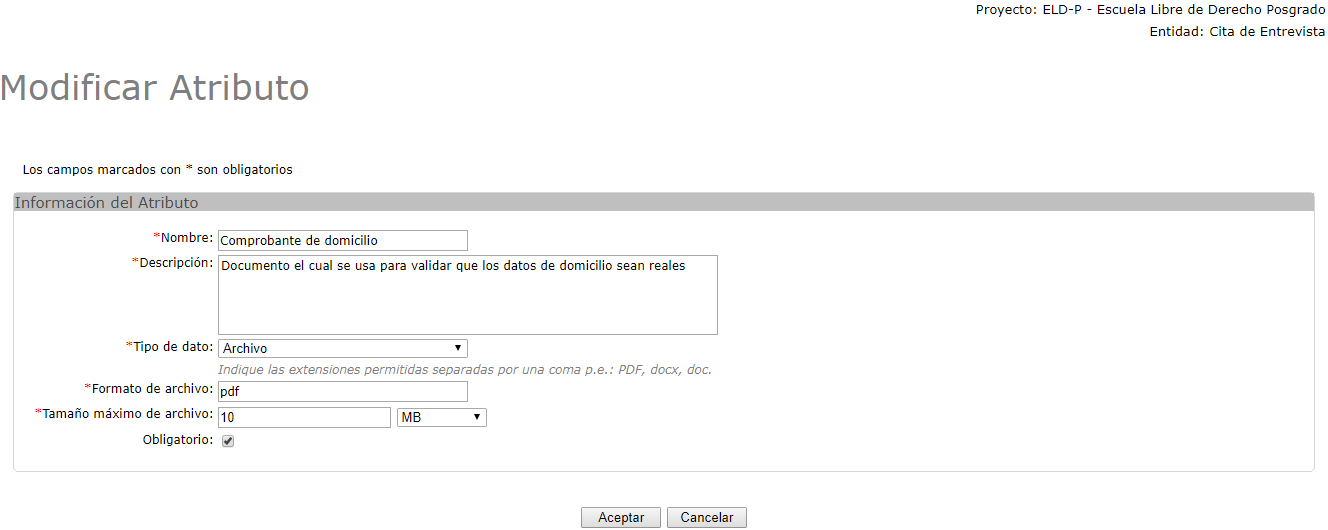 Proyecto: ELD-P - Escuela Libre de Derecho Posgrado
Entidad: Cita de Entrevista
Modificar Atributo
Los campos marcados con * son obligatorios
Información del Atributo
*Nombre: Comprobante de domicilio
*Descripción: Documento el cual se usa para validar que los datos de domicilio sean reales
*Tipo de dato: Archivo
Indique las extensiones permitidas separadas por una coma p.e.: PDF, docx, doc.
*Formato de archivo: pdf
*Tamaño máximo de archivo: 10 MB
Obligatorio:
Aceptar Cancelar